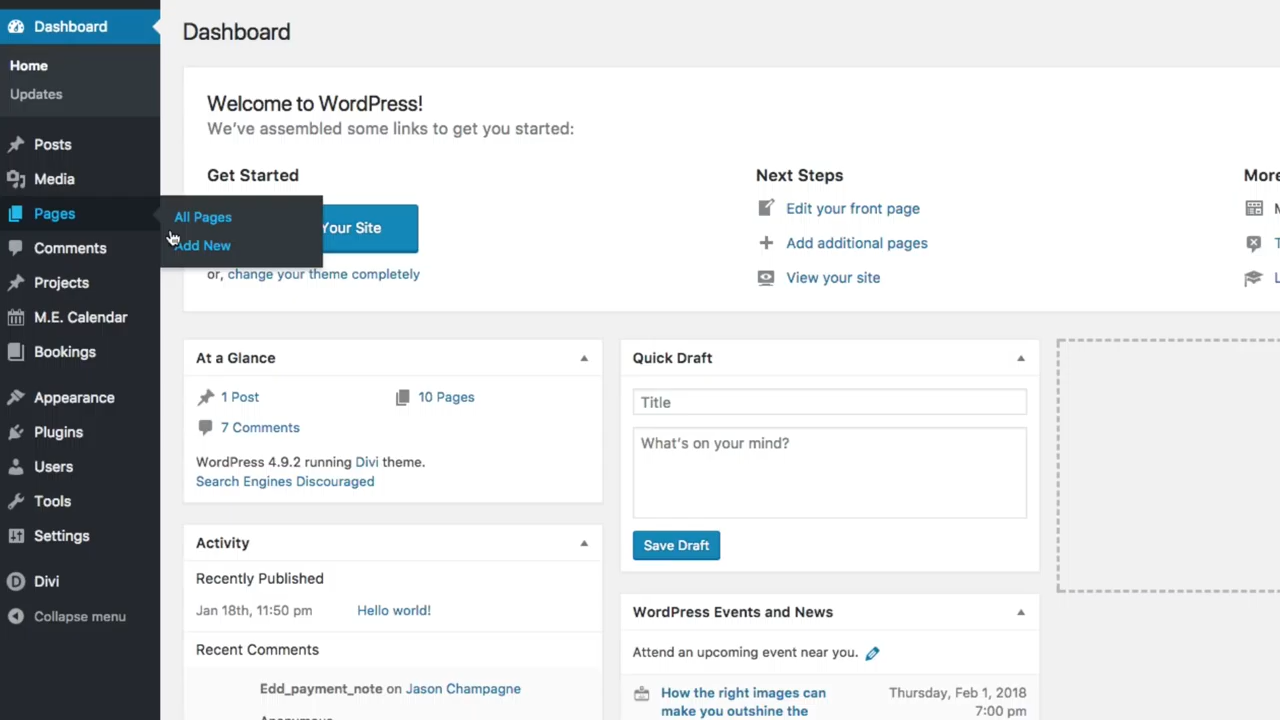 Dashboard
Home
Updates
Posts
Media
Pages
Comments
Projects
M.E. Calendar
Bookings
Appearance
Plugins
Users
Tools
Settings
Divi
Collapse menu
All Pages
Add New
Dashboard
Welcome to WordPress!
We've assembled some links to get you started:
Get Started
Your Site
or, change your theme completely
Next Steps
Edit your front page
Add additional pages
View your site
More
At a Glance
1 Post
10 Pages
7 Comments
WordPress 4.9.2 running Divi theme.
Search Engines Discouraged
Activity
Recently Published
Jan 18th, 11:50 pm Hello world!
Recent Comments
Edd_payment_note on Jason Champagne
Quick Draft
Title
What's on your mind?
Save Draft
WordPress Events and News
Attend an upcoming event near you.
How the right images can
make you outshine the
Thursday, Feb 1, 2018
7:00 pm